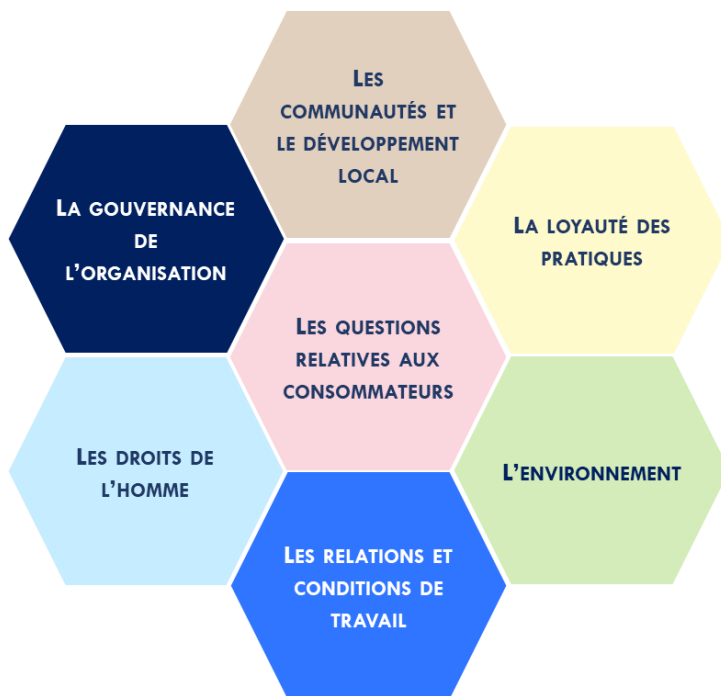 Les
communautés et
le développement
local
La gouvernance
de
l'organisation
La loyauté des
pratiques
Les questions
relatives aux
consommateurs
Les droits de
l'homme
L'environnement
Les relations et
conditions de
travail